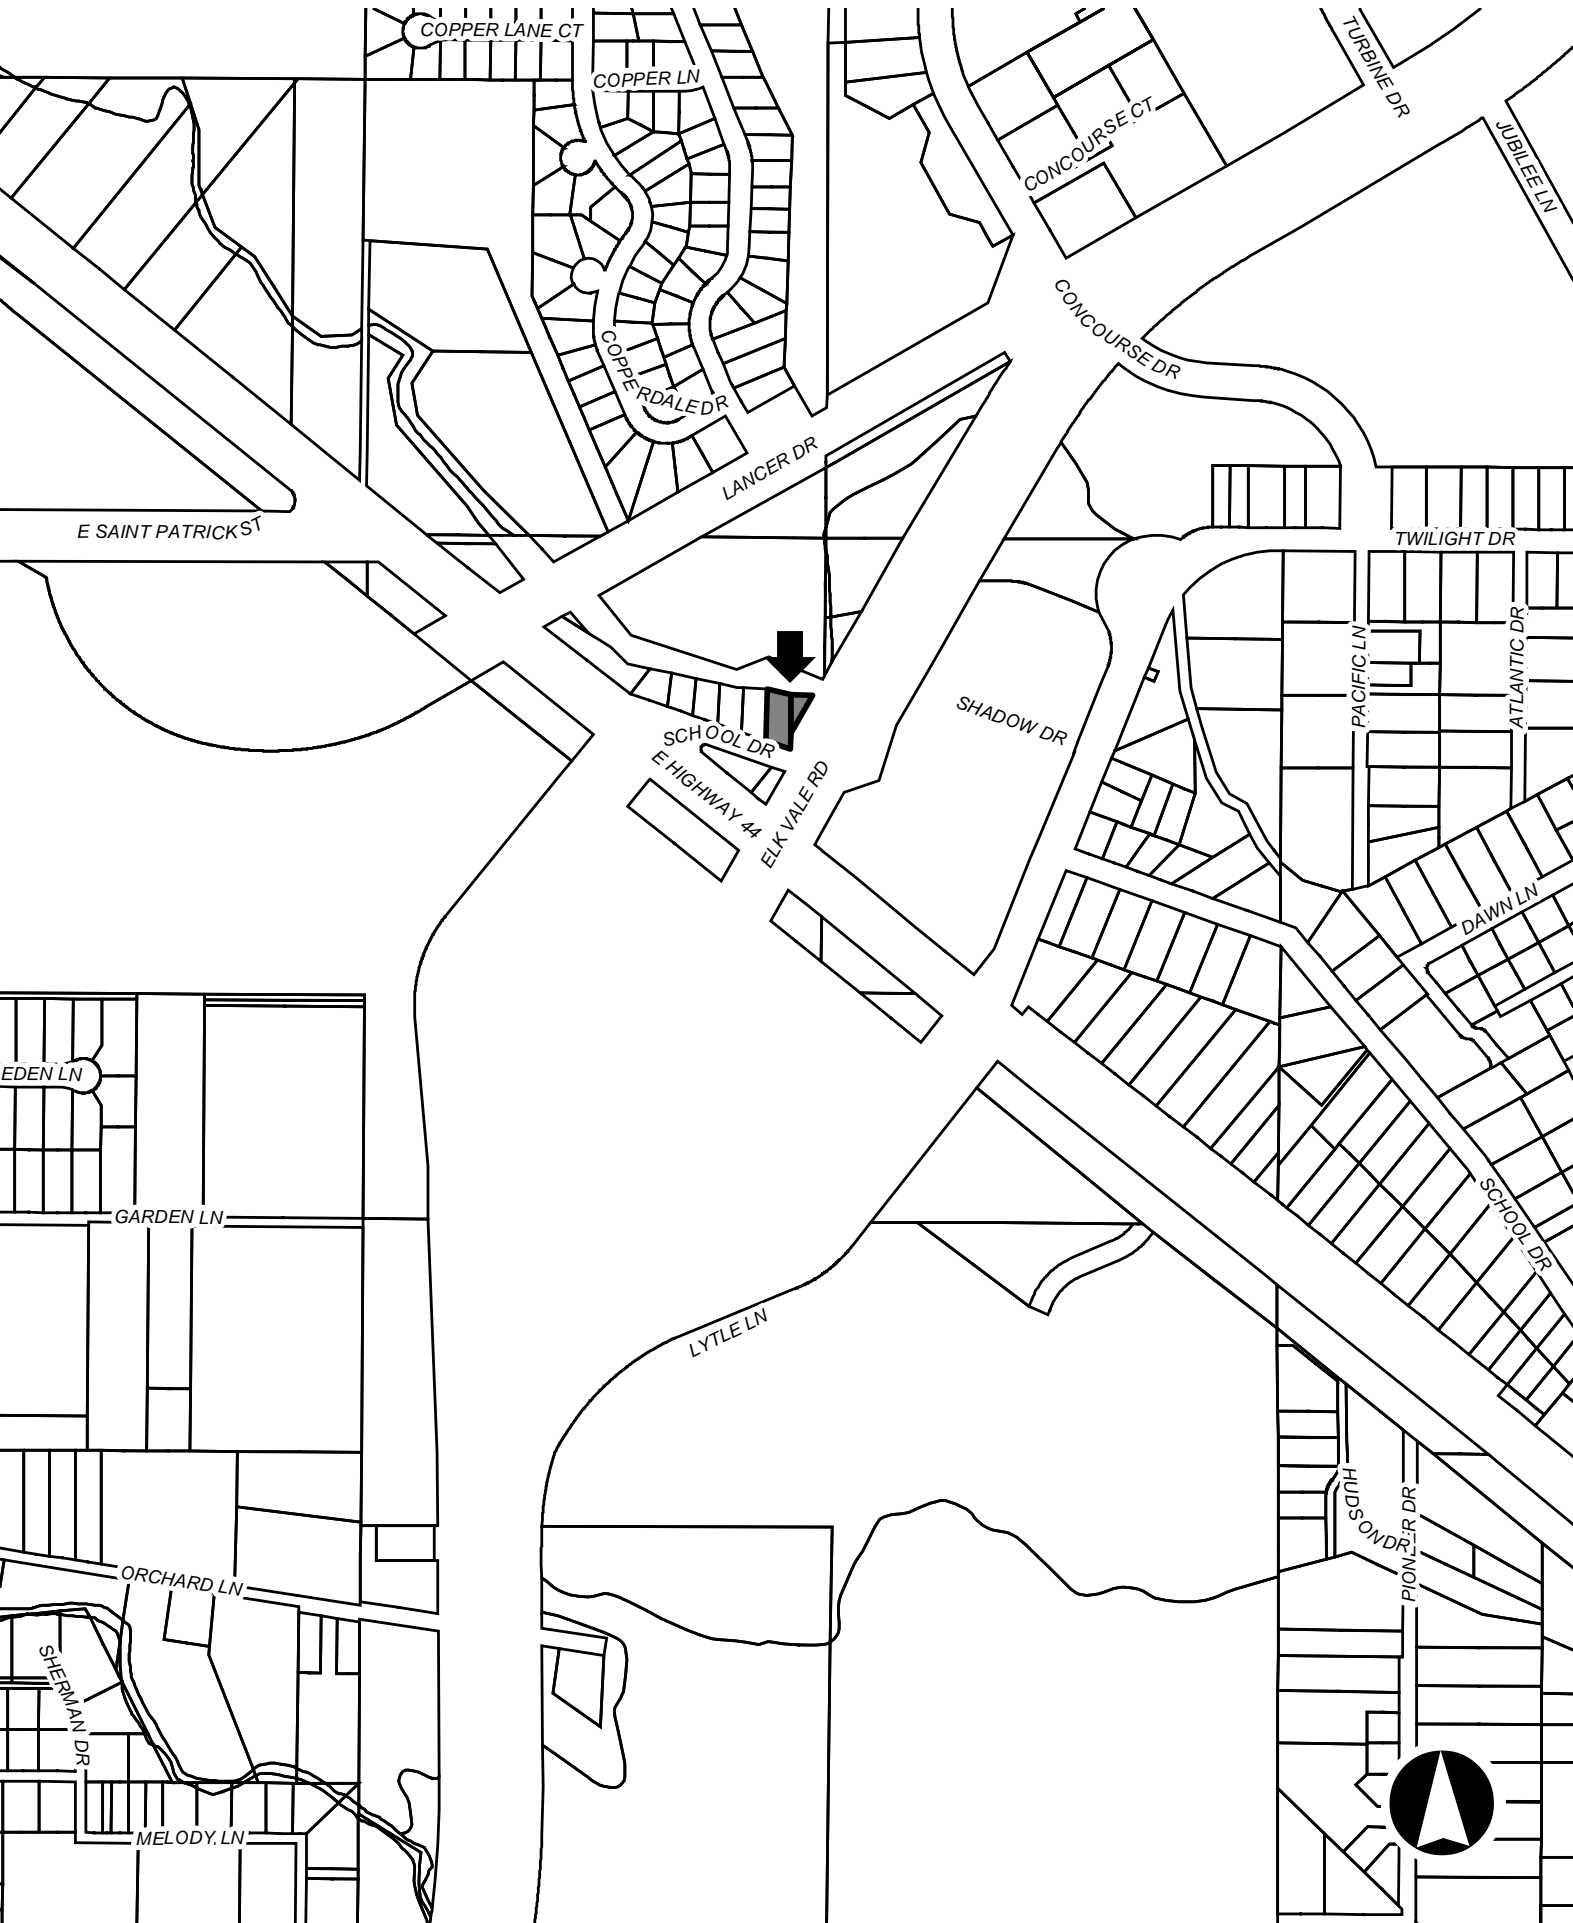 COPPER LANE CT
TURBINE DR
COPPER LN
CONCOURSE CT
JUBILEE LN
CONCOURSE DR
COPPERDALE DR
LANCER DR
E SAINT PATRICK ST
TWILIGHT DR
PACIFIC LN
ATLANTIC DR
SHADOW DR
SCHOOL DR
E HIGHWAY 44
ELK VALE RD
DAWN LN
EDEN LN
GARDEN LN
SCHOOL DR
LYTLE LN
HUDSON DR
PIONEER DR
ORCHARD LN
SHERMAN DR
MELODY LN